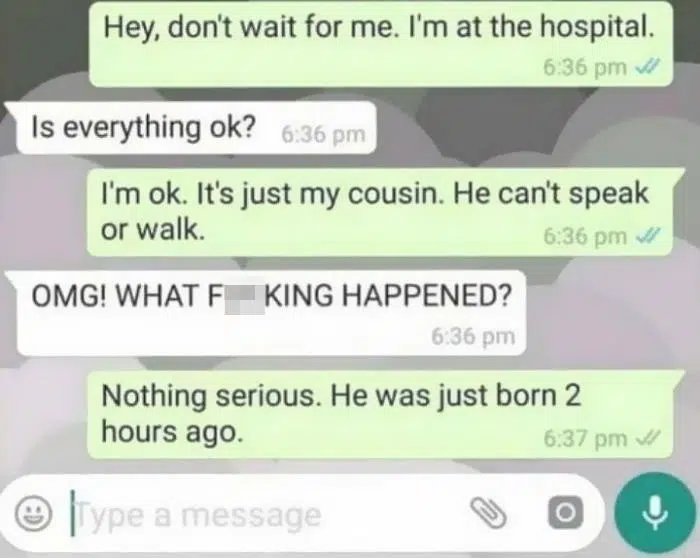 Hey, don't wait for me. I'm at the hospital.
6:36 pm
Is everything ok? 6:36 pm
I'm ok. It's just my cousin. He can't speak
or walk.
6:36 pm
OMG! WHAT F KING HAPPENED?
6:36 pm
Nothing serious. He was just born 2
hours ago.
6:37 pm
Type a message